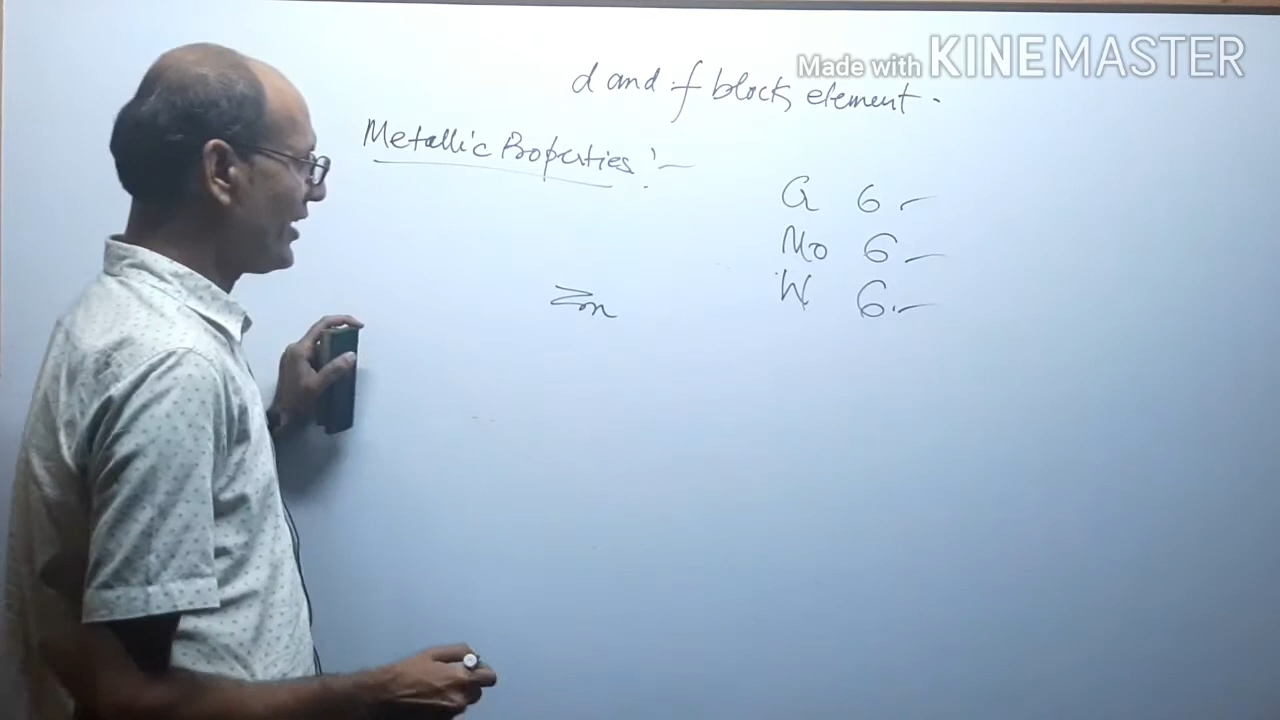 Made with KINEMASTER
d and f block element.
Metallic Properties :-
Cr 6 -
Mo 6 -
Zn
W 6 -